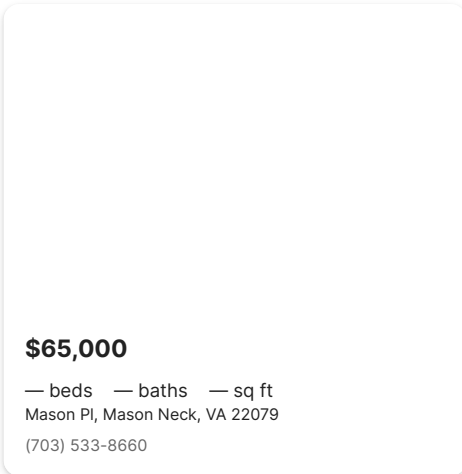 $65,000
— beds — baths — sq ft
Mason Pl, Mason Neck, VA 22079
(703) 533-8660